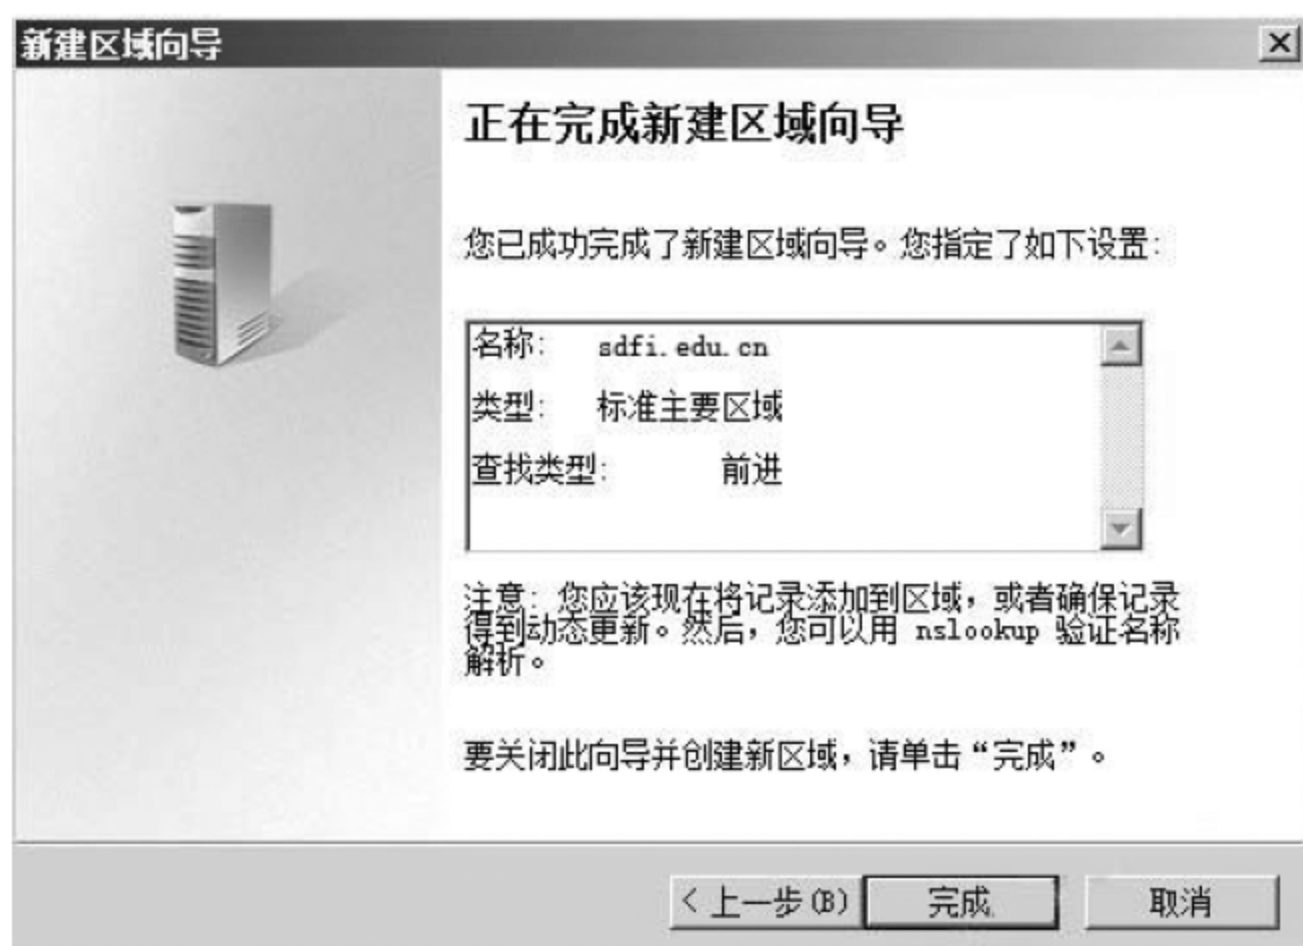 新建区域向导
正在完成新建区域向导
您已成功完成了新建区域向导。您指定了如下设置:
名称: sdfi.edu.cn
类型: 标准主要区域
查找类型: 前进
注意: 您应该现在将记录添加到区域，或者确保记录
得到动态更新。然后，您可以用 nslookup 验证名称
解析。
要关闭此向导并创建新区域，请单击“完成”。
< 上一步(B) 完成 取消